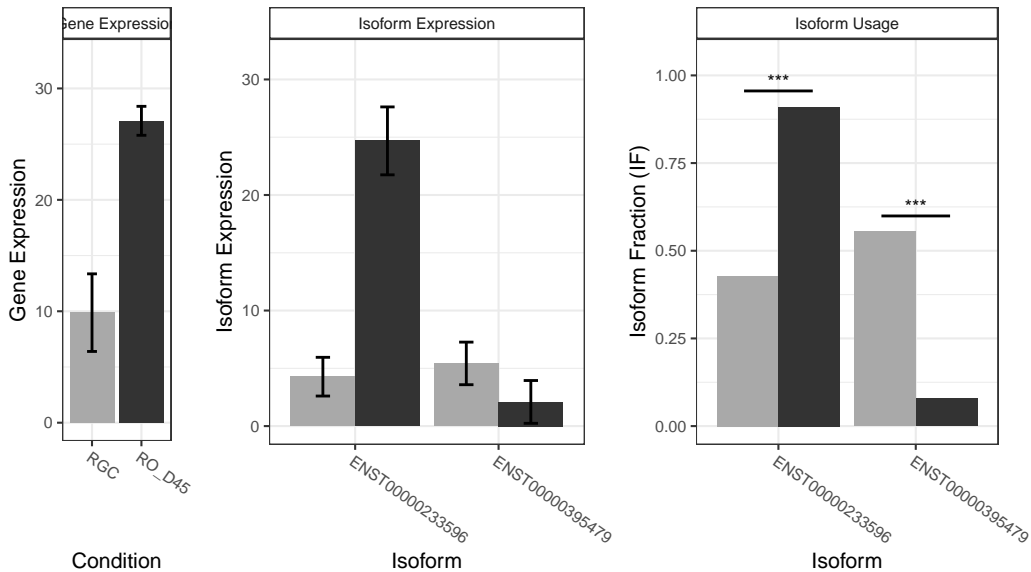 Gene Expression
Isoform Expression
Isoform Usage
Gene Expression
30
20
10
0
RGC
RO_D45
Condition
Isoform Expression
30
20
10
0
ENST00000233596
ENST00000395479
Isoform
Isoform Fraction (IF)
1.00
0.75
0.50
0.25
0.00
***
***
ENST00000233596
ENST00000395479
Isoform